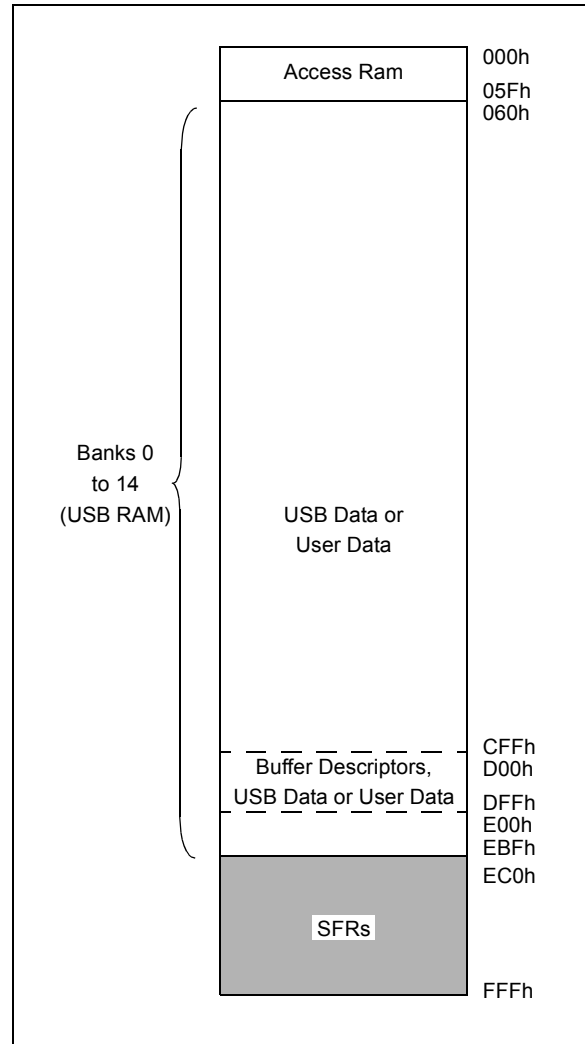 Access Ram
000h
05Fh
060h
Banks 0
to 14
(USB RAM)
USB Data or
User Data
CFFh
Buffer Descriptors,
D00h
USB Data or User Data
DFFh
E00h
EBFh
EC0h
SFRs
FFFh